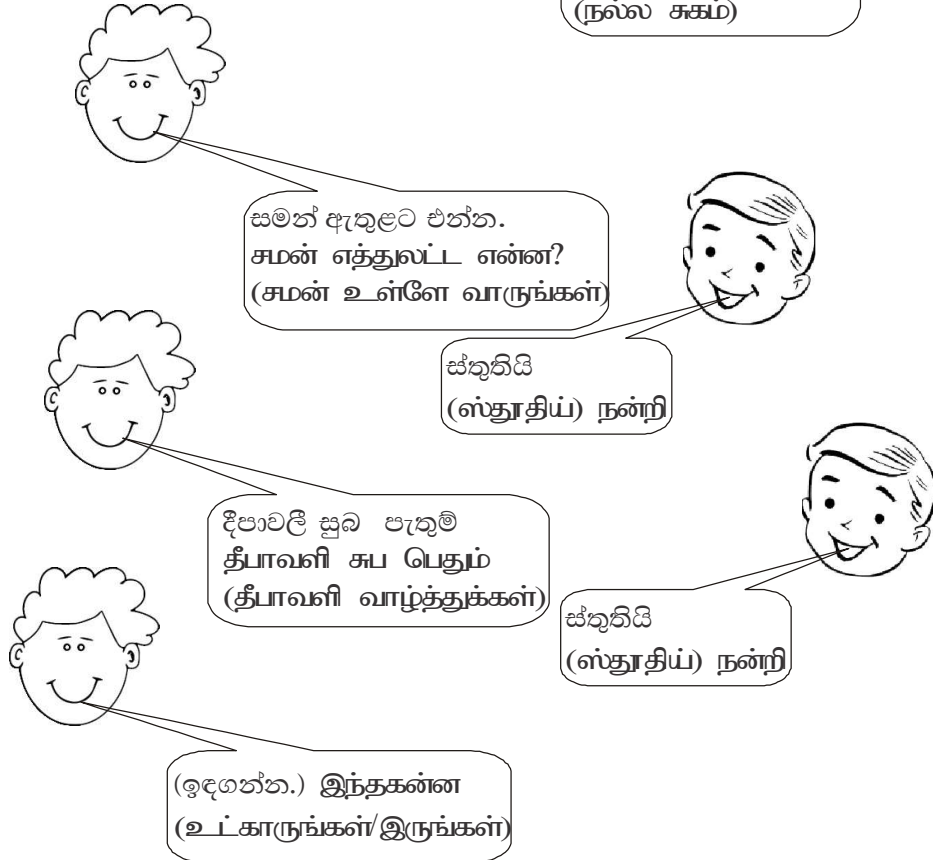 (நல்ல சுகம்)
සමන් ඇතුළට එන්න.
சமன் எத்துலட்ட என்ன?
(சமன் உள்ளே வாருங்கள்)
ස්තුතියි
(ஸ்தூதிய்) நன்றி
දීපාවලී සුබ පැතුම්
தீபாவளி சுப பெதும்
(தீபாவளி வாழ்த்துக்கள்)
ස්තුතියි
(ஸ்தூதிய்) நன்றி
(ඉඳගන්න.) இந்தகன்ன
(உட்காருங்கள்/இருங்கள்)